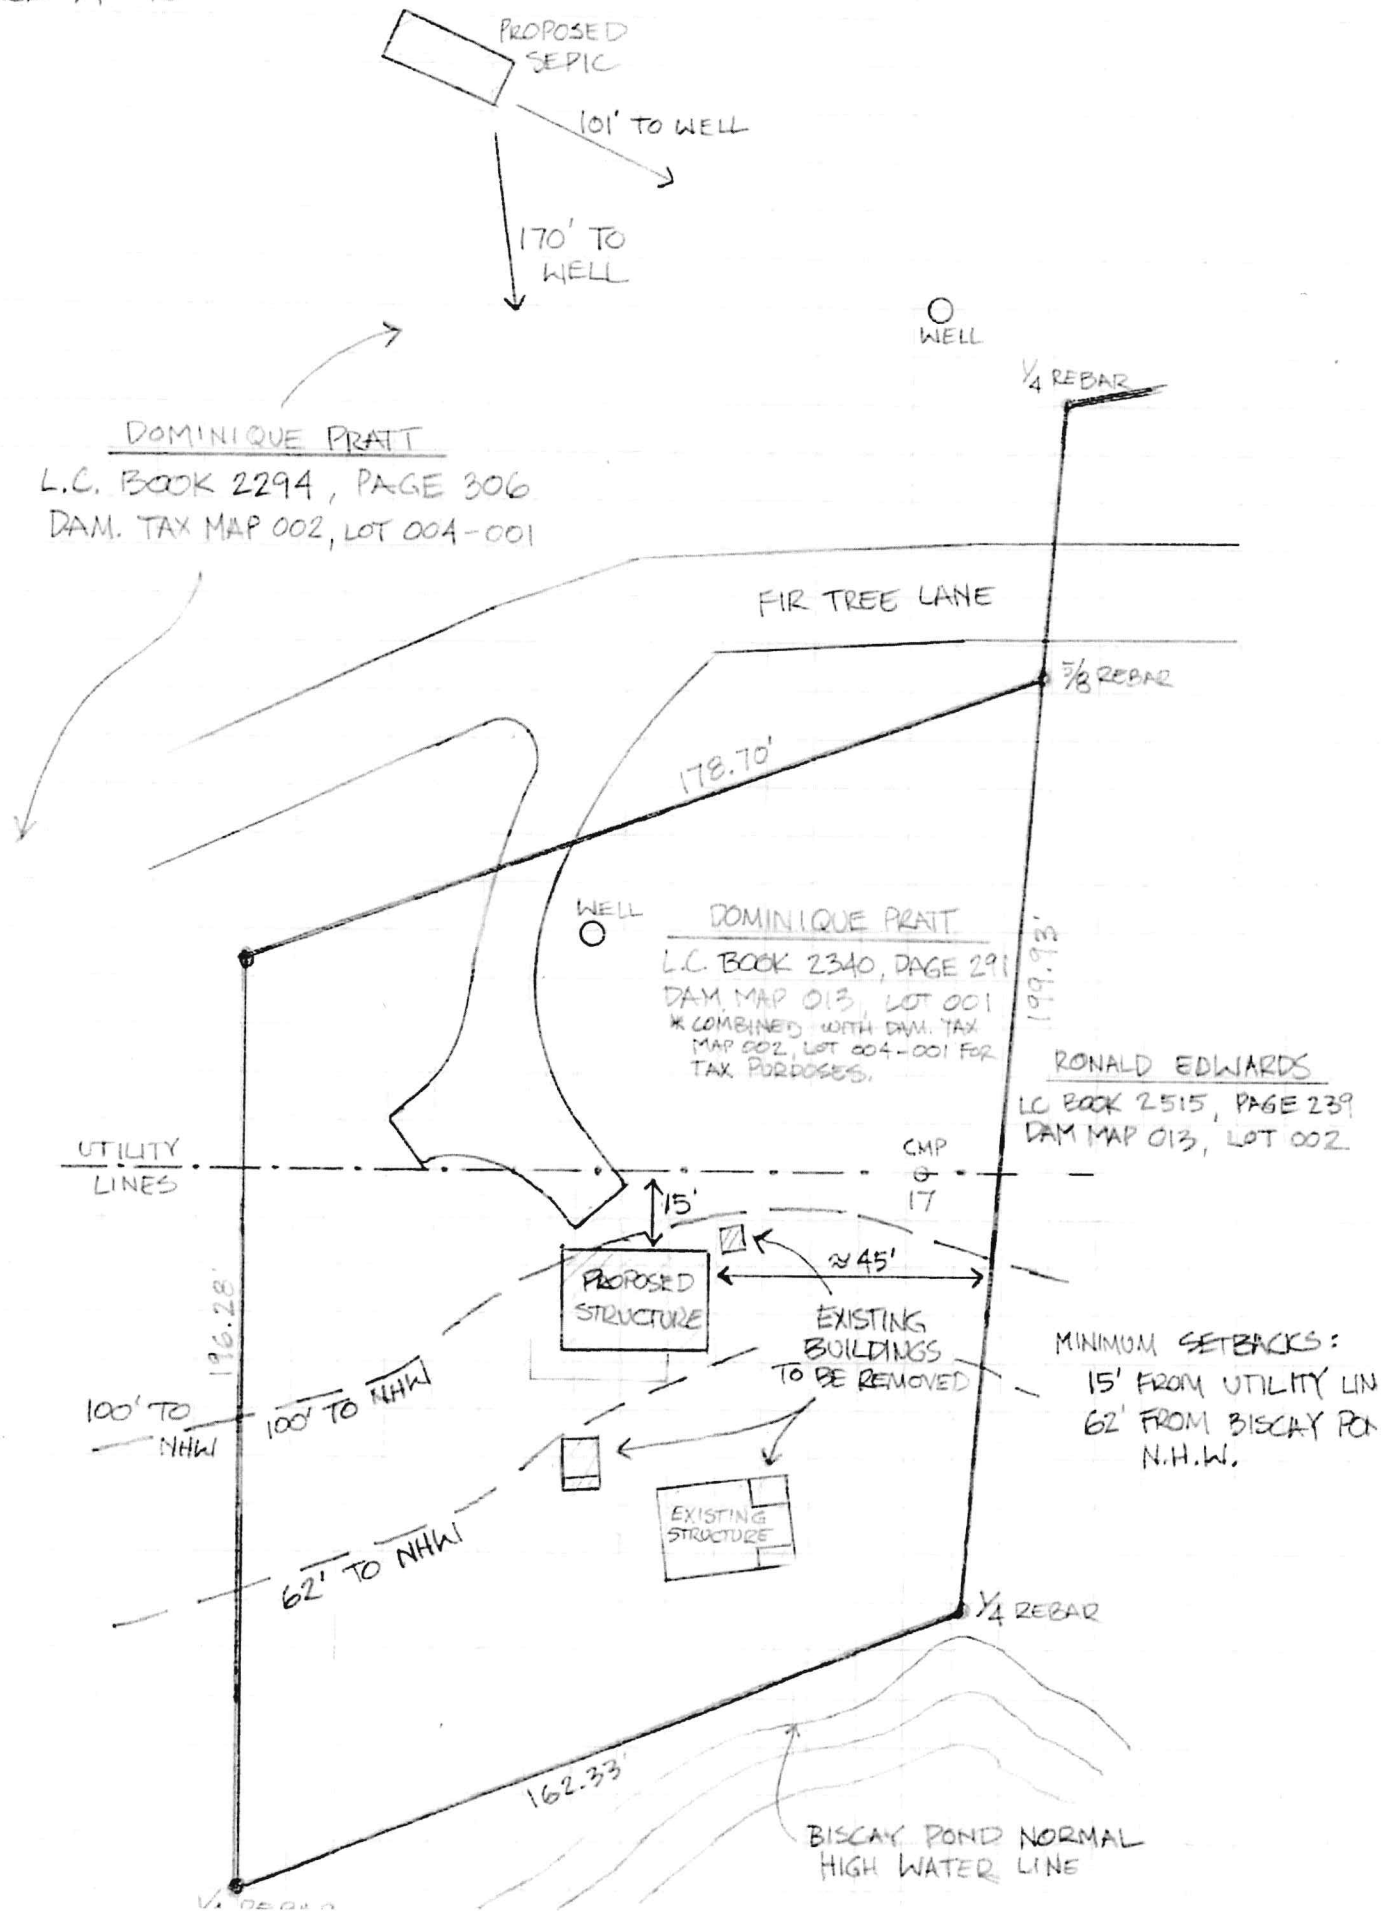 PROPOSED
SEPIC
101' TO WELL
170' TO
WELL
WELL
1/4 REBAR
DOMINIQUE PRATT
L.C. BOOK 2294, PAGE 306
DAM. TAX MAP 002, LOT 004-001
FIR TREE LANE
5/8 REBAR
178.70'
WELL
DOMINIQUE PRATT
L.C. BOOK 2340, PAGE 291
DAM MAP 013, LOT 001
* COMBINED WITH DAM. TAX
MAP 002, LOT 004-001 FOR
TAX PURPOSES.
199.93'
RONALD EDWARDS
LC BOOK 2515, PAGE 239
DAM MAP 013, LOT 002
UTILITY
LINES
CMP
17
15'
≈45'
PROPOSED
STRUCTURE
EXISTING
BUILDINGS
TO BE REMOVED
196.28'
MINIMUM SETBACKS:
15' FROM UTILITY LIN
62' FROM BISCAY PON
N.H.W.
100' TO
NHW
100' TO NHW
62' TO NHW
EXISTING
STRUCTURE
1/4 REBAR
162.33'
BISCAY POND NORMAL
HIGH WATER LINE
1/4 REBAR